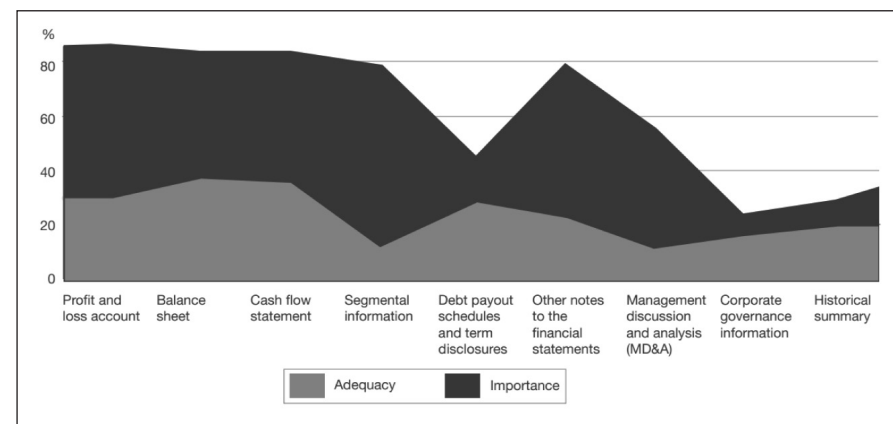 %
80
60
40
20
0
Profit and
loss account
Balance
sheet
Cash flow
statement
Segmental
information
Debt payout
schedules
and term
disclosures
Other notes
to the
financial
statements
Management
discussion
and analysis
(MD&A)
Corporate
governance
information
Historical
summary
Adequacy
Importance